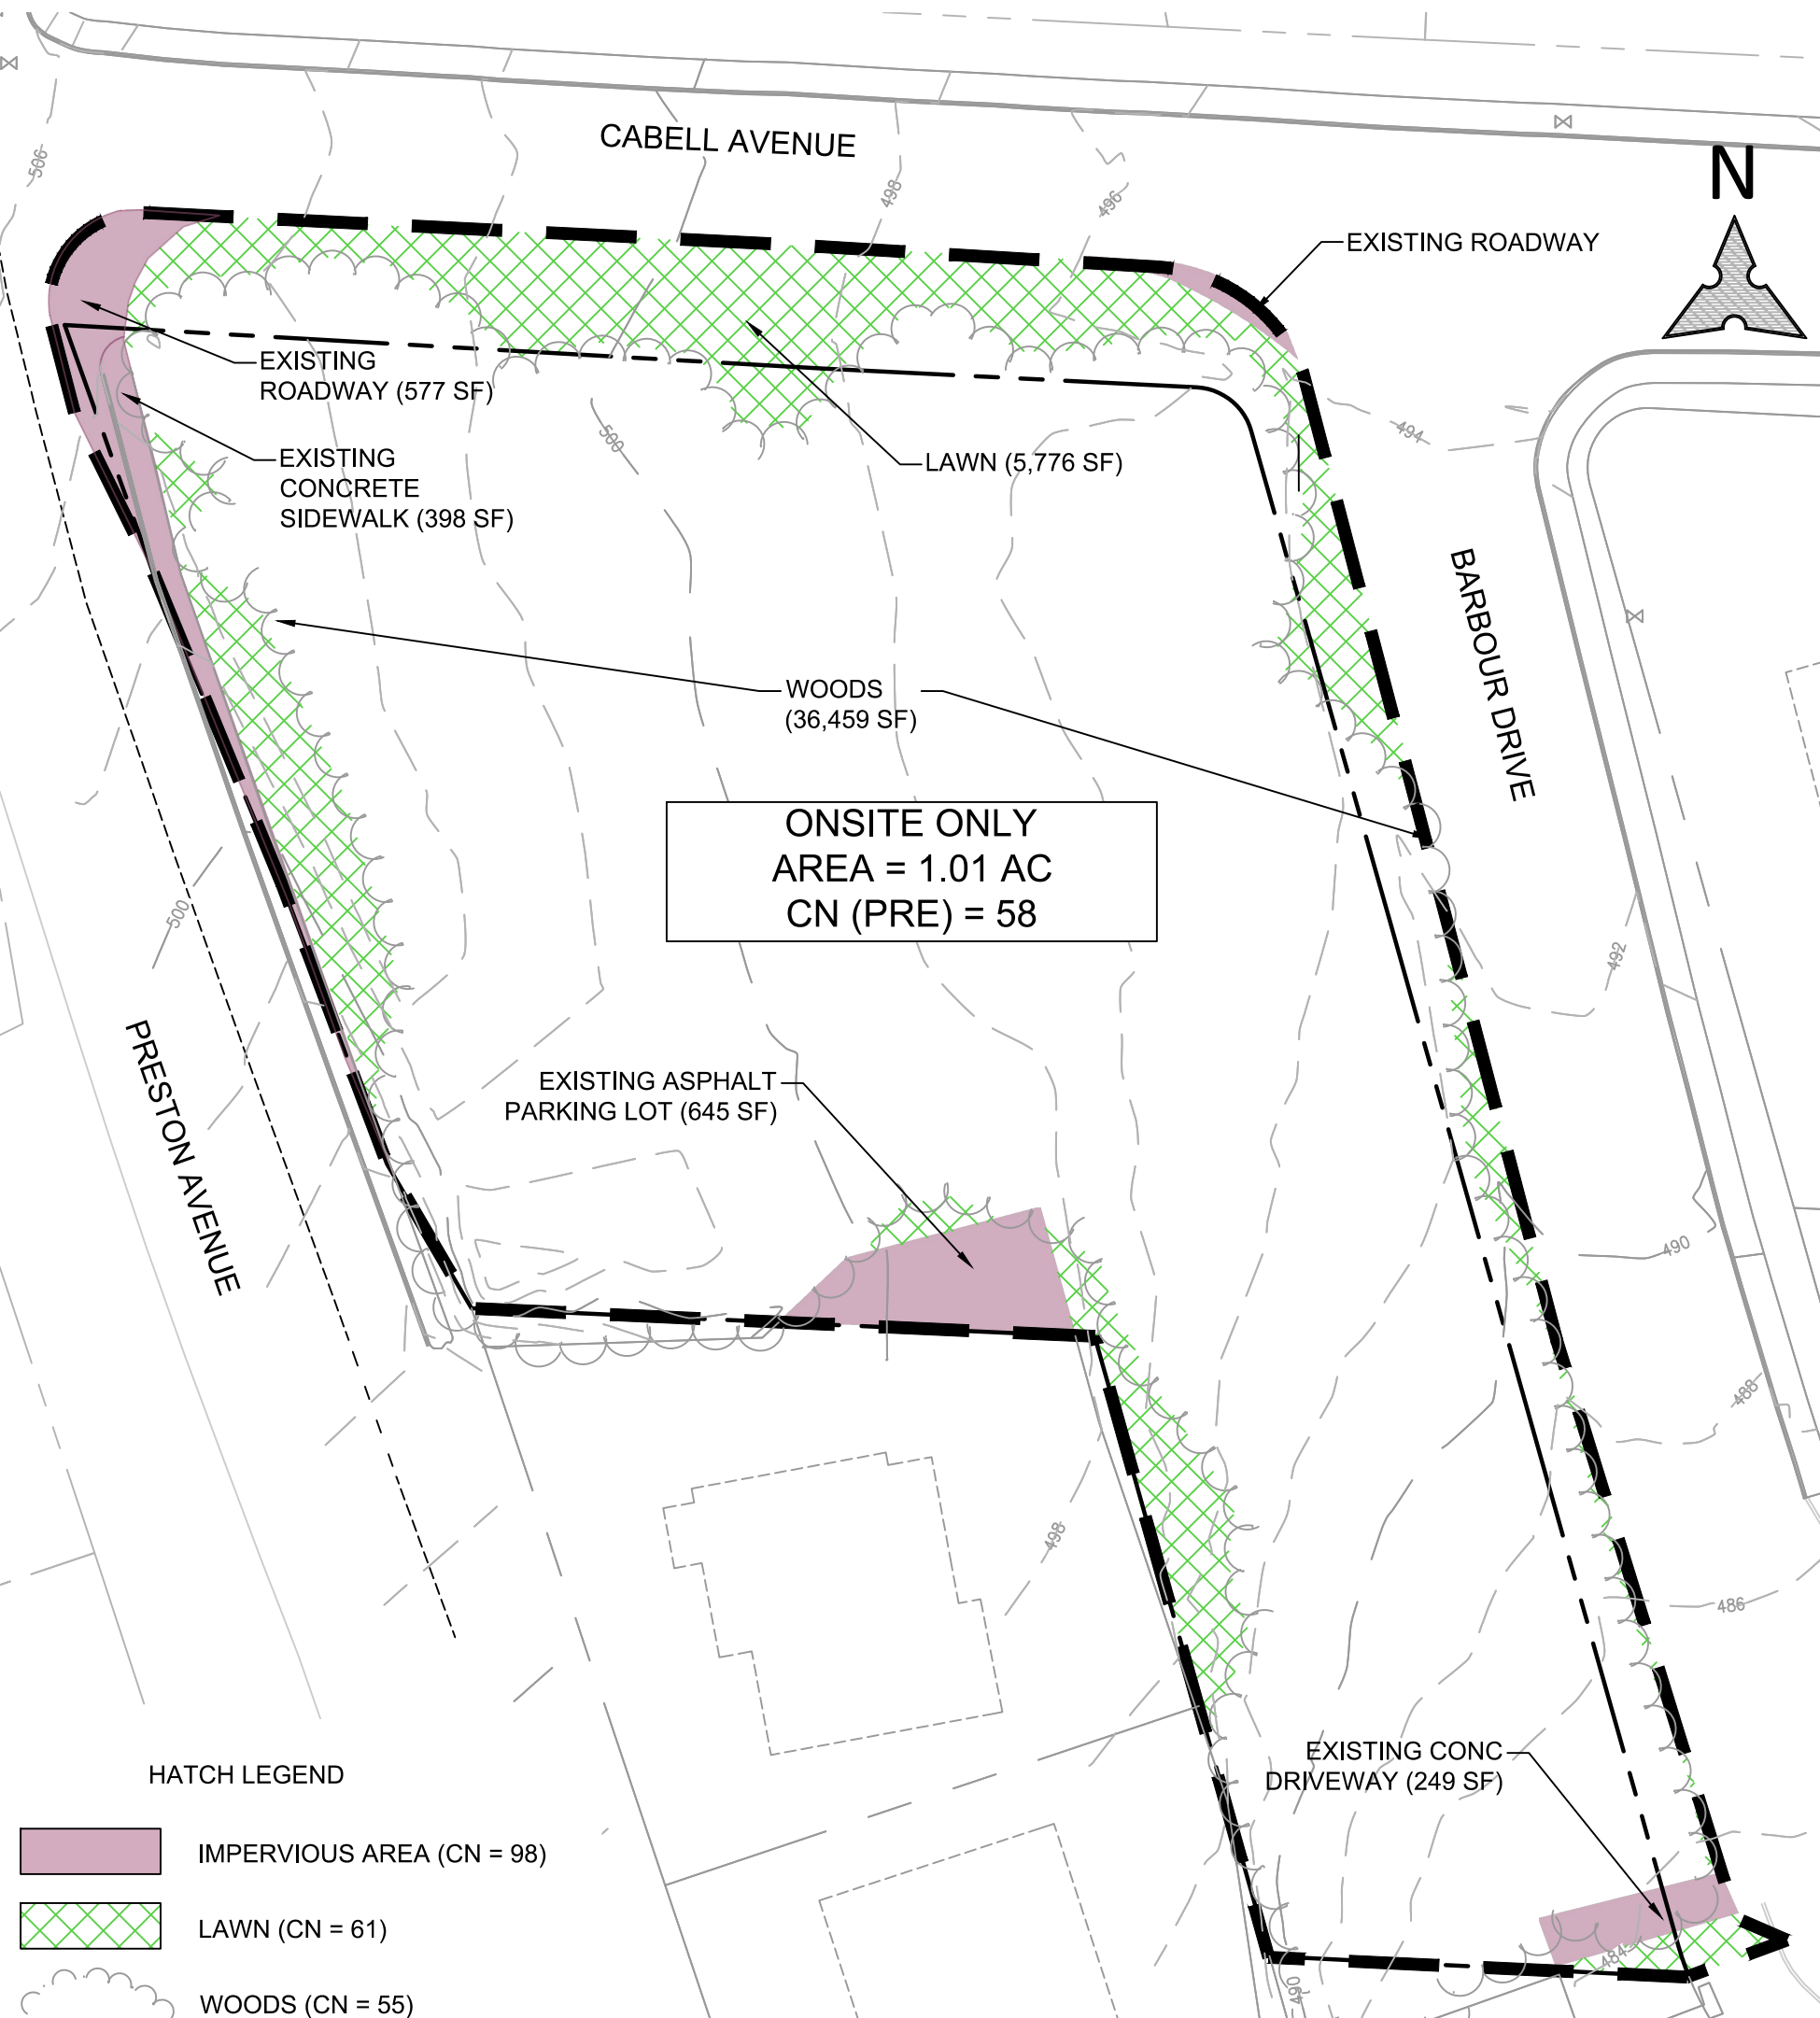 CABELL AVENUE
N
506
498
496
EXISTING ROADWAY
EXISTING
ROADWAY (577 SF)
500
494
EXISTING
CONCRETE
SIDEWALK (398 SF)
LAWN (5,776 SF)
BARBOUR DRIVE
WOODS
(36,459 SF)
ONSITE ONLY
AREA = 1.01 AC
CN (PRE) = 58
500
492
PRESTON AVENUE
EXISTING ASPHALT
PARKING LOT (645 SF)
490
488
498
486
EXISTING CONC
DRIVEWAY (249 SF)
484
490
HATCH LEGEND
IMPERVIOUS AREA (CN = 98)
LAWN (CN = 61)
WOODS (CN = 55)